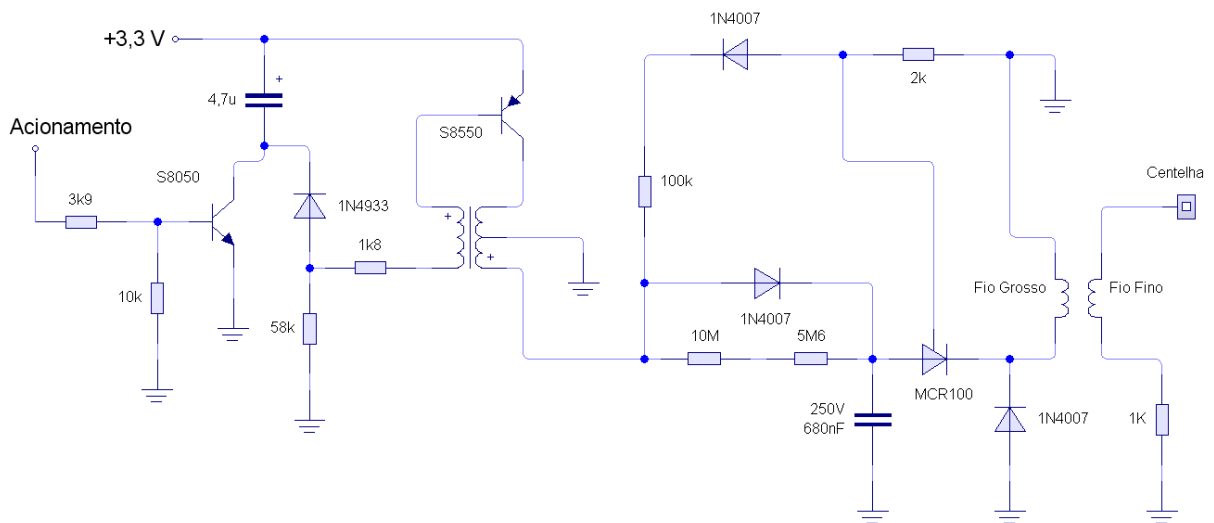 +3,3 V
+
4,7u
Acionamento
S8050
3k9
10k
1N4933
58k
1k8
S8550
+
+
1N4007
2k
100k
1N4007
10M
5M6
250V
680nF
MCR100
1N4007
Fio Grosso
Fio Fino
Centelha
1K